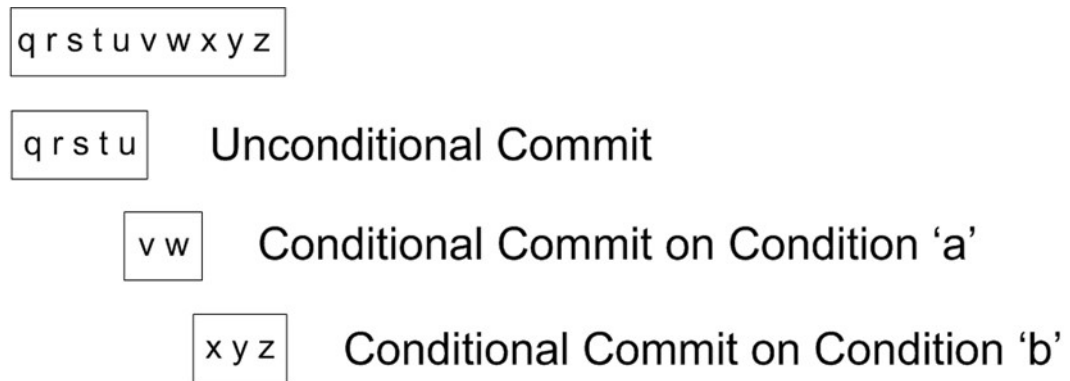 q r s t u v w x y z
q r s t u Unconditional Commit
v w Conditional Commit on Condition ‘a’
x y z Conditional Commit on Condition ‘b’